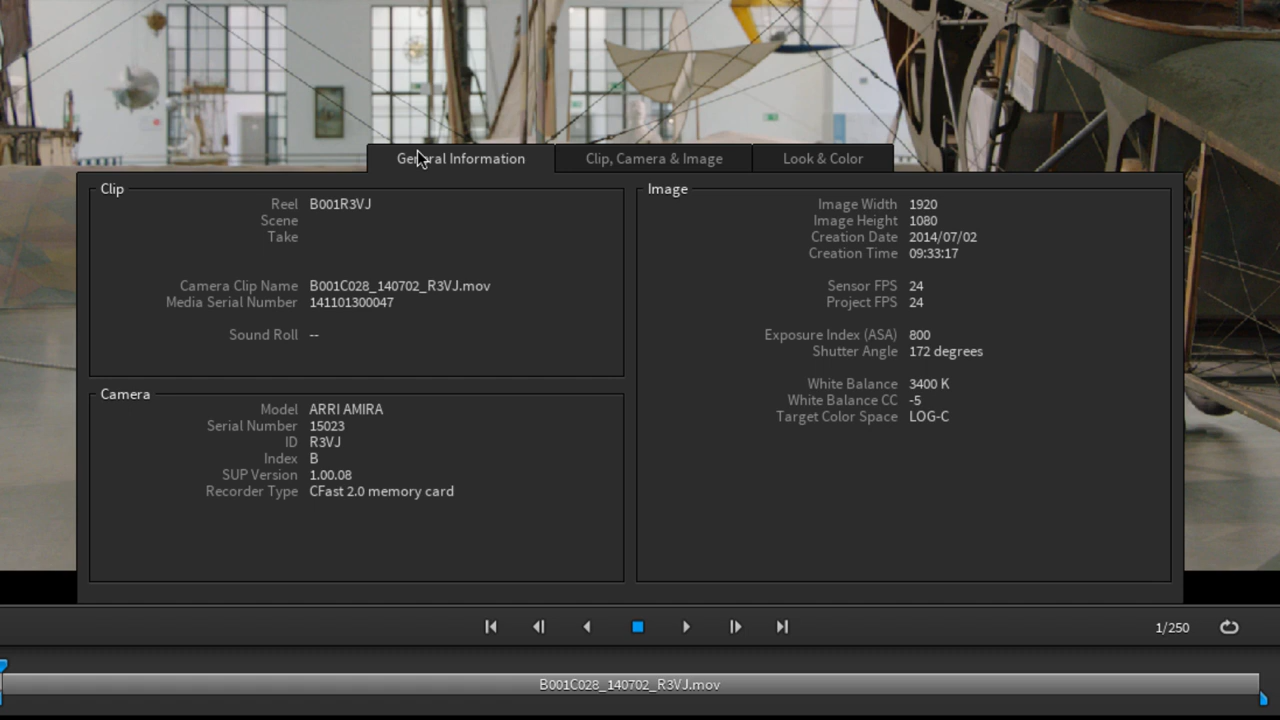 General Information
Clip, Camera & Image
Look & Color
Clip
Reel B001R3VJ
Scene
Take
Camera Clip Name B001C028_140702_R3VJ.mov
Media Serial Number 141101300047
Sound Roll --
Camera
Model ARRI AMIRA
Serial Number 15023
ID R3VJ
Index B
SUP Version 1.00.08
Recorder Type CFast 2.0 memory card
Image
Image Width 1920
Image Height 1080
Creation Date 2014/07/02
Creation Time 09:33:17
Sensor FPS 24
Project FPS 24
Exposure Index (ASA) 800
Shutter Angle 172 degrees
White Balance 3400 K
White Balance CC -5
Target Color Space LOG-C
1/250
B001C028_140702_R3VJ.mov